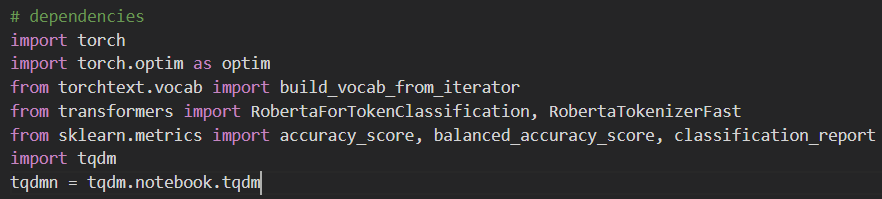 # dependencies
import torch
import torch.optim as optim
from torchtext.vocab import build_vocab_from_iterator
from transformers import RobertaForTokenClassification, RobertaTokenizerFast
from sklearn.metrics import accuracy_score, balanced_accuracy_score, classification_report
import tqdm
tqdmn = tqdm.notebook.tqdm